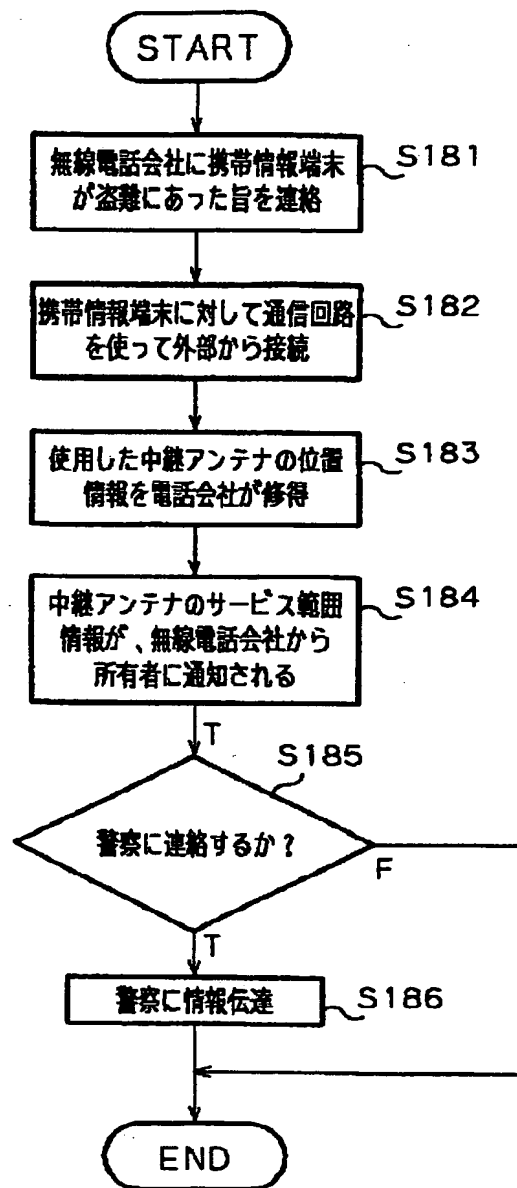 START
無線電話会社に携帯情報端末
が盗難にあった旨を連絡
S181
携帯情報端末に対して通信回路
を使って外部から接続
S182
使用した中継アンテナの位置
情報を電話会社が修得
S183
中継アンテナのサービス範囲
情報が、無線電話会社から
所有者に通知される
S184
T
S185
警察に連絡するか?
F
T
警察に情報伝達
S186
END